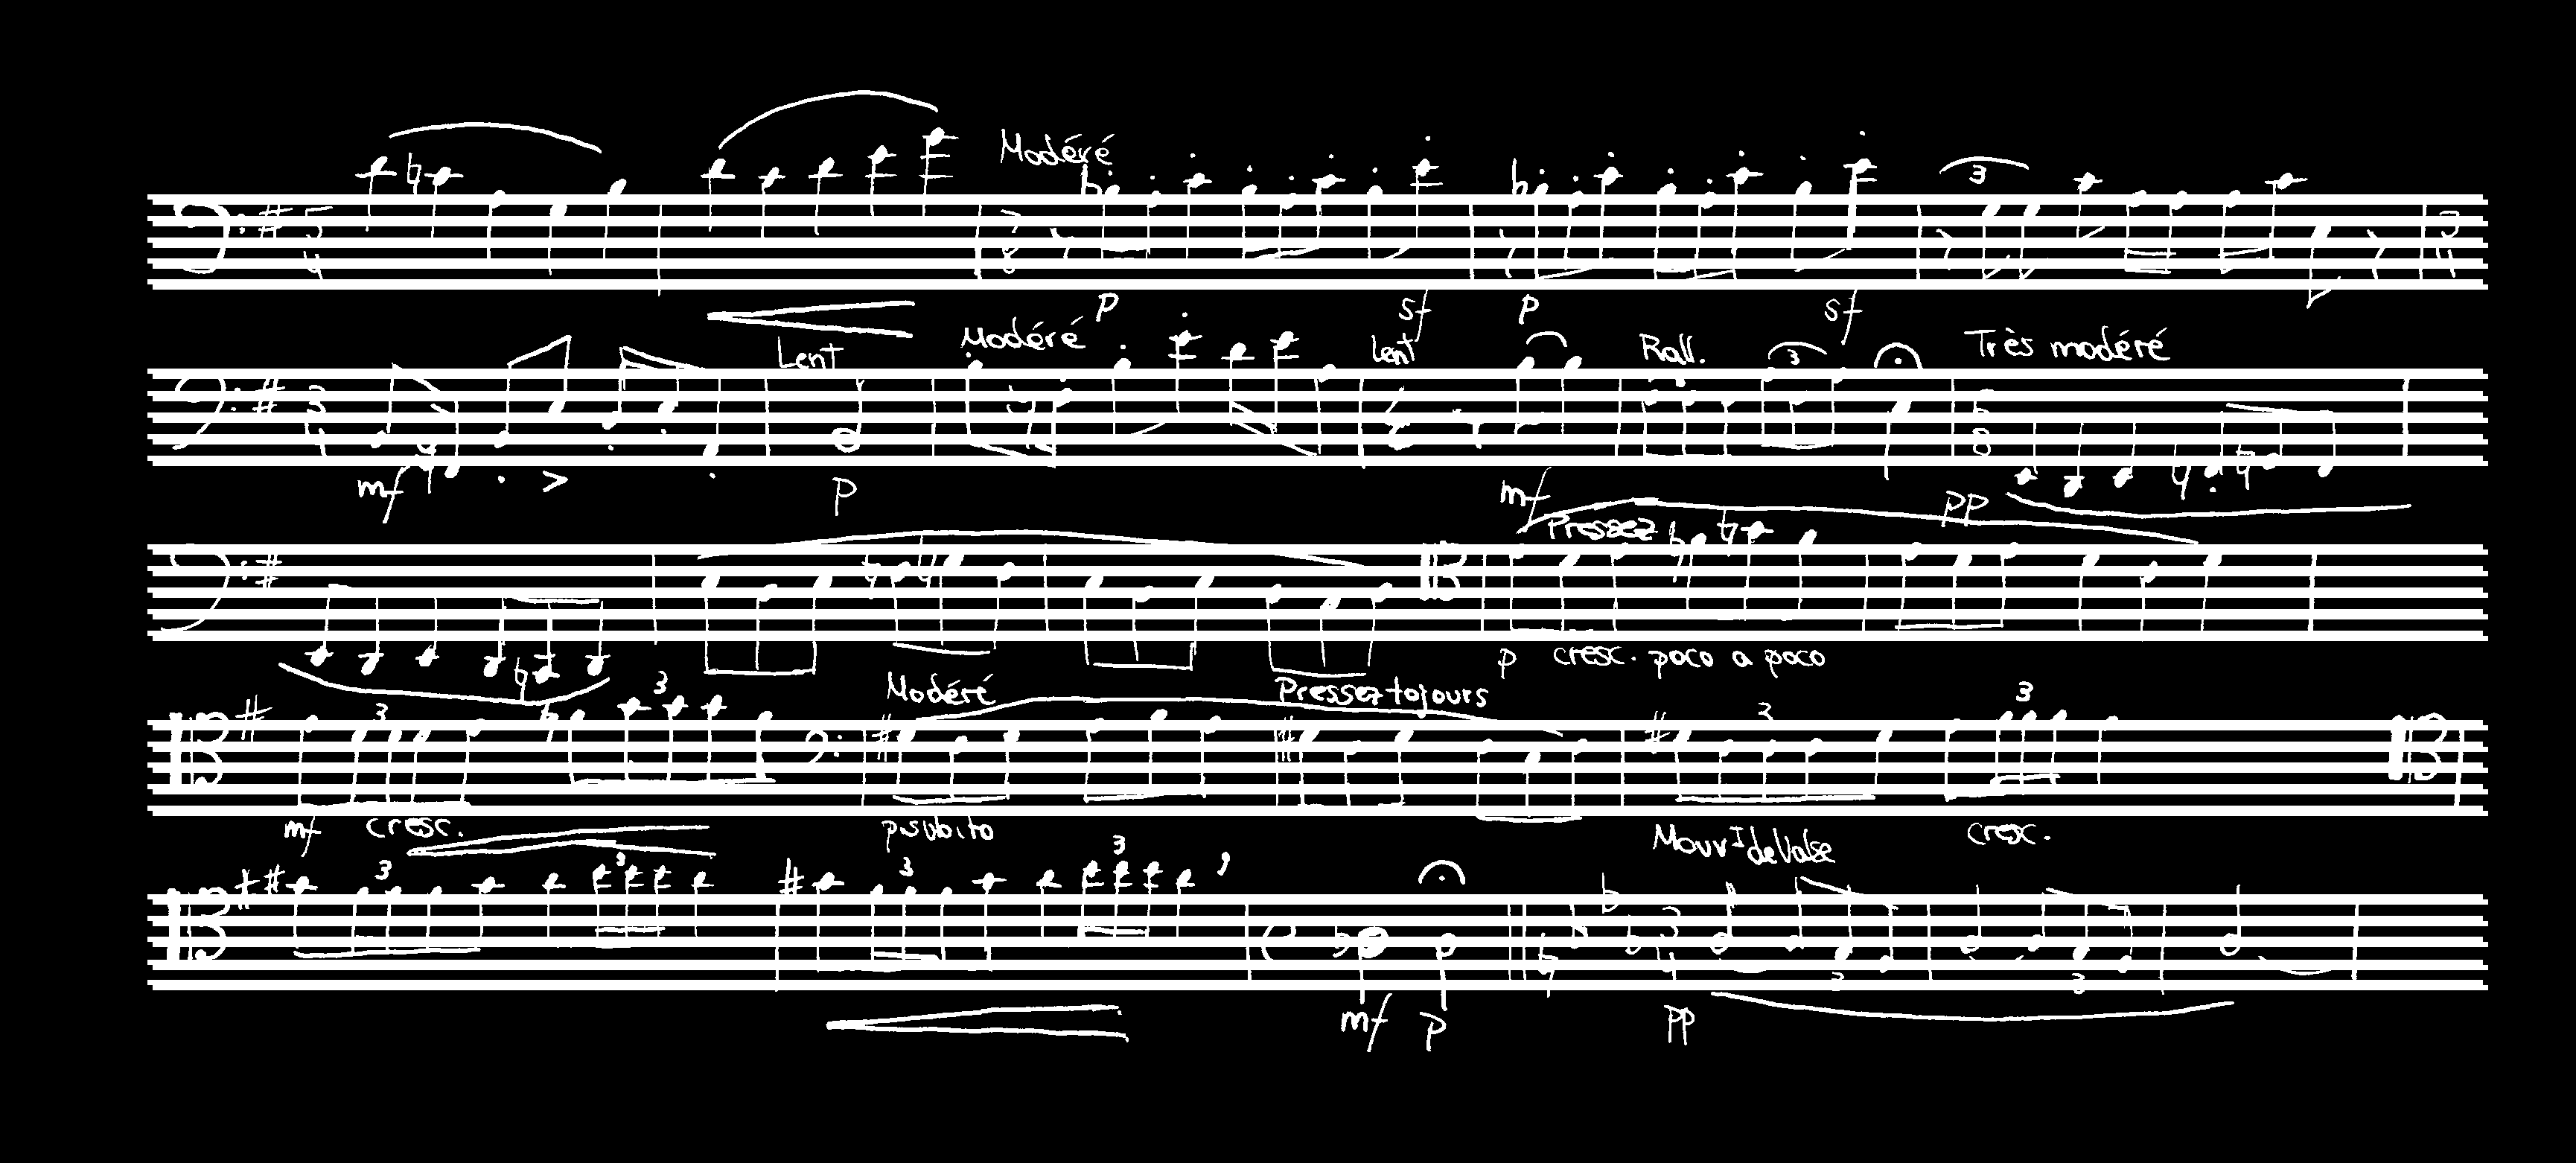 Modéré
p sf p sf
Lent Modéré Lent Rall. 3 Très modéré
mf p mf pp
Pressez
p cresc. poco a poco
3 3 Modéré Pressez tojours 3 3
mf cresc. p subito Mouvt de Valse cresc.
3 3 3 3
mf p pp